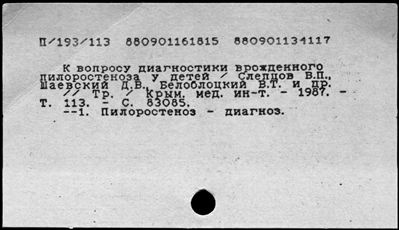 П/193/113 880901161815 880901134117
К вопросу диагностики врожденного
пилоростеноза у детей / Слепцов В.П.,
Шаевский Д.В., Белоблоцкий В.Т. и др.
// Тр. / Крым. мед. ин-т. - 1987. -
Т. 113. - С. 83085.
--1. Пилоростеноз - диагноз.